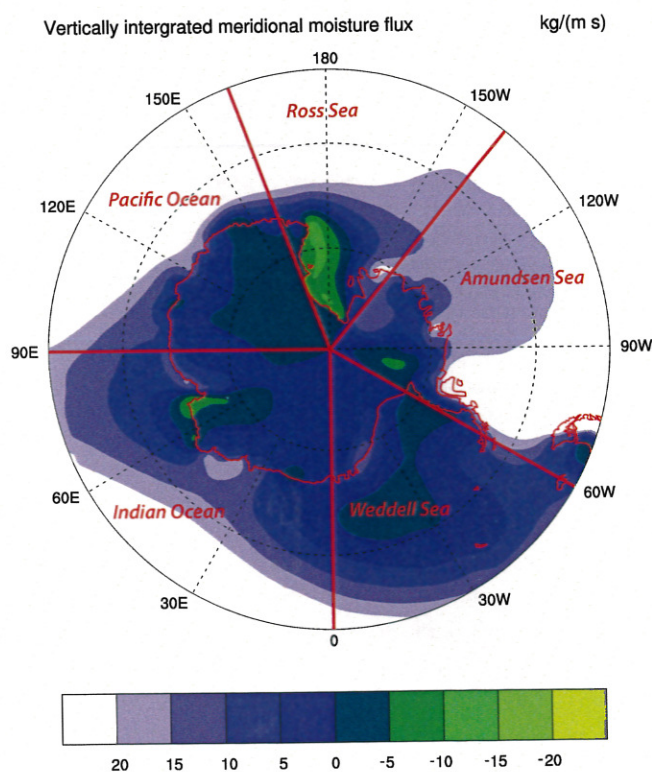 Vertically intergrated meridional moisture flux kg/(m s)
180
150E 150W
Ross Sea
Pacific Ocean
120E 120W
Amundsen Sea
90E 90W
60E 60W
Indian Ocean Weddell Sea
30E 30W
0
20 15 10 5 0 -5 -10 -15 -20